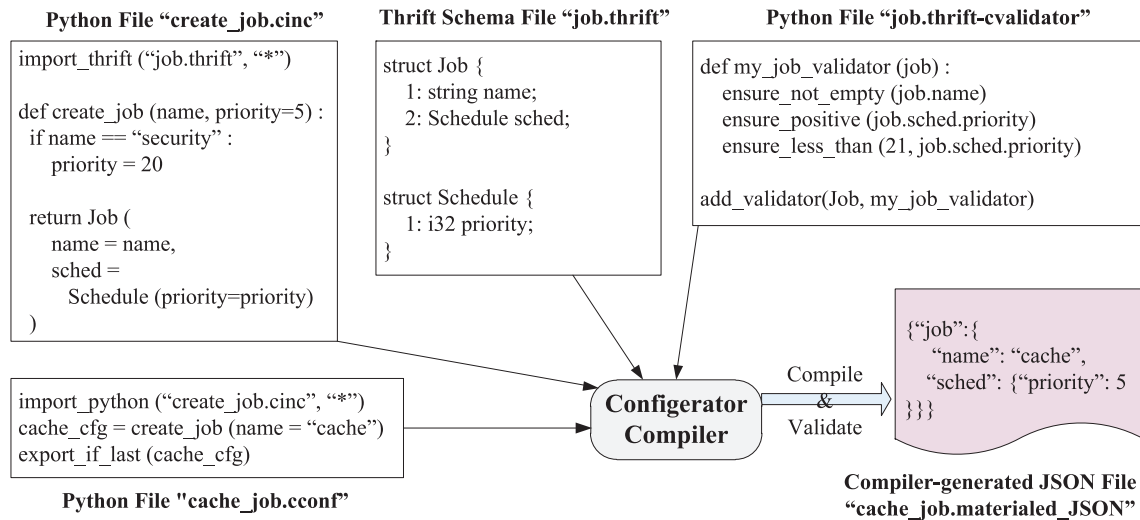 Python File “create_job.cinc”
import_thrift (“job.thrift”, “*”)
def create_job (name, priority=5) :
if name == “security” :
priority = 20
return Job (
name = name,
sched =
Schedule (priority=priority)
)
Thrift Schema File “job.thrift”
struct Job {
1: string name;
2: Schedule sched;
}
struct Schedule {
1: i32 priority;
}
Python File “job.thrift-cvalidator”
def my_job_validator (job) :
ensure_not_empty (job.name)
ensure_positive (job.sched.priority)
ensure_less_than (21, job.sched.priority)
add_validator(Job, my_job_validator)
import_python (“create_job.cinc”, “*”)
cache_cfg = create_job (name = “cache”)
export_if_last (cache_cfg)
Python File "cache_job.cconf”
Configerator
Compiler
Compile
&
Validate
{“job”:{
“name”: “cache”,
“sched”: {“priority”: 5
}}}
Compiler-generated JSON File
“cache_job.materialed_JSON”